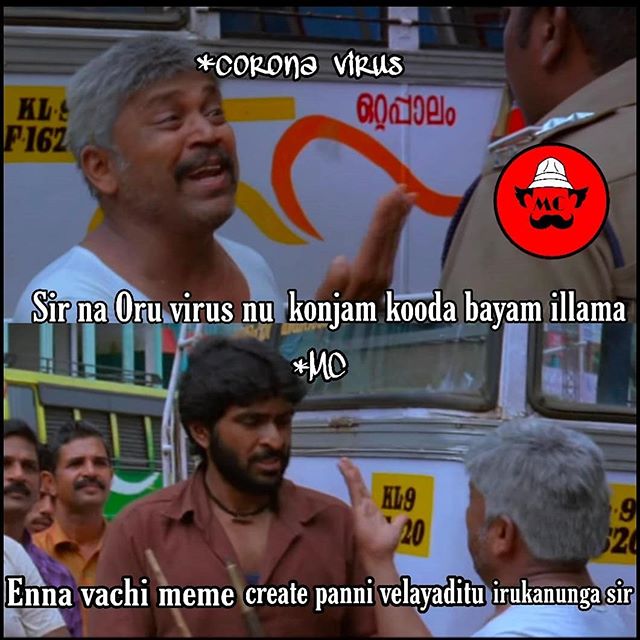 *CORONA VIRUS
KL-9
F-162
ഒറ്റപ്പാലം
MC
Sir na Oru virus nu konjam kooda bayam illama
*MC
KL9
20
Enna vachi meme create panni velayaditu irukanunga sir